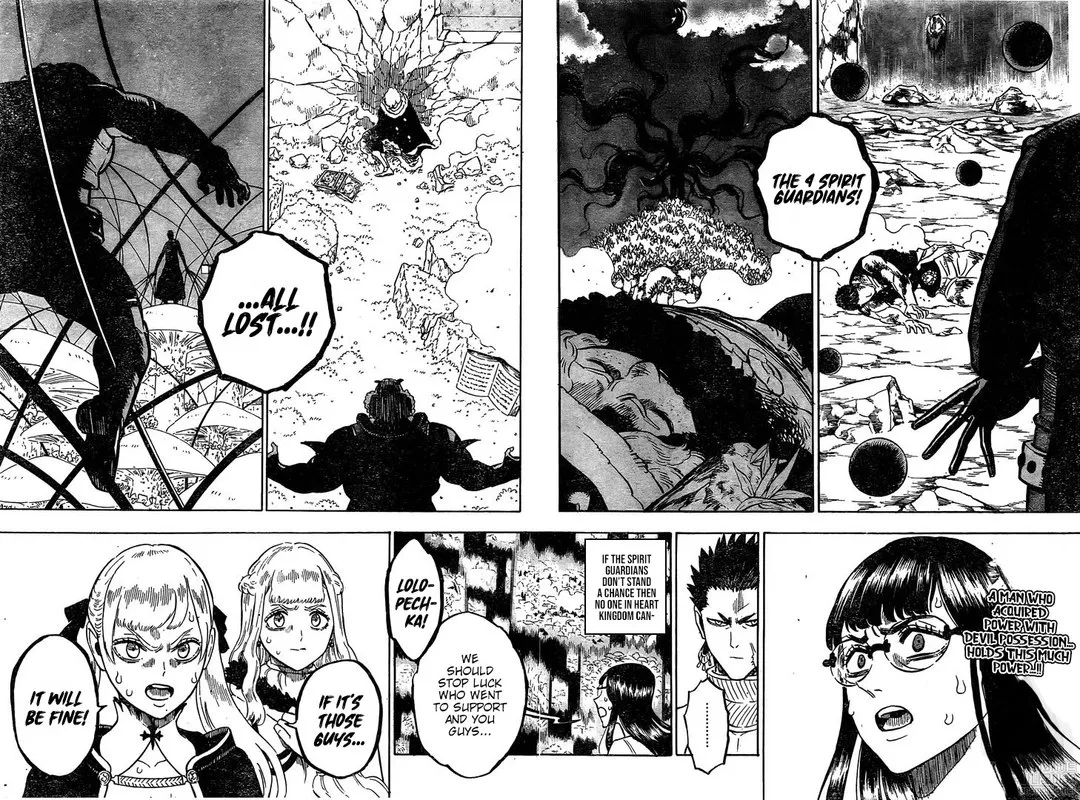 THE 4 SPIRIT
GUARDIANS!
...ALL
LOST...!!
A MAN WHO
ACQUIRED
POWER WITH
DEVIL POSSESSION...
HOLDS THIS MUCH
POWER...!!
..........
IF THE SPIRIT
GUARDIANS
DON'T STAND
A CHANCE THEN
NO ONE IN HEART
KINGDOM CAN-
LOLO-
PECH-
KA!
WE
SHOULD
STOP LUCK
WHO WENT
TO SUPPORT
AND YOU
GUYS...
IF IT'S
THOSE
GUYS...
IT WILL
BE FINE!